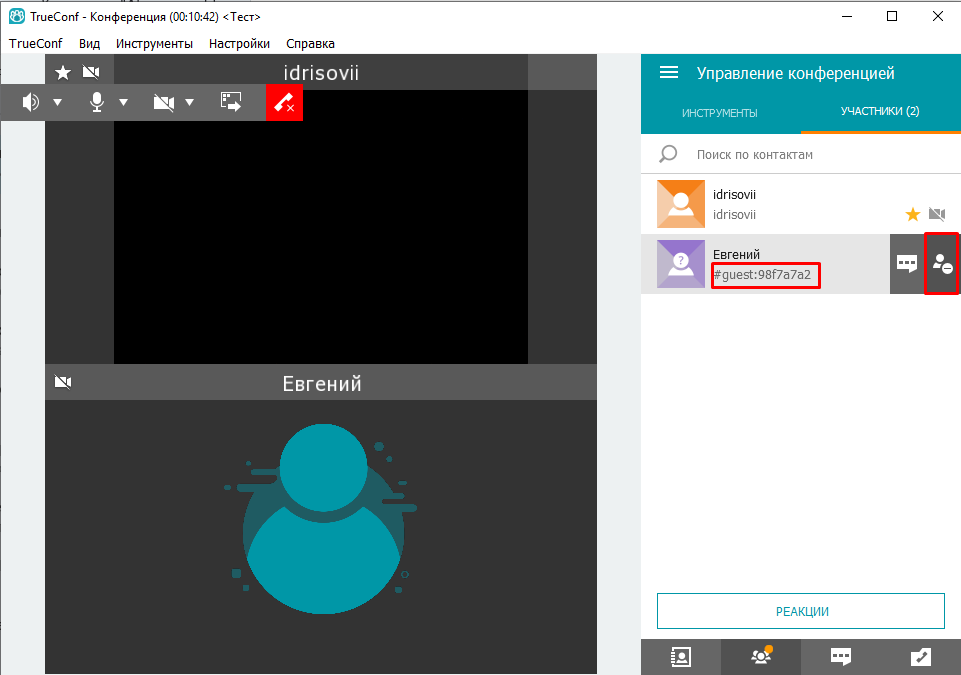 TrueConf - Конференция (00:10:42) <Тест>
TrueConf Вид Инструменты Настройки Справка
idrisovii
Евгений
Управление конференцией
ИНСТРУМЕНТЫ УЧАСТНИКИ (2)
Поиск по контактам
idrisovii
idrisovii
Евгений
#guest:98f7a7a2
РЕАКЦИИ